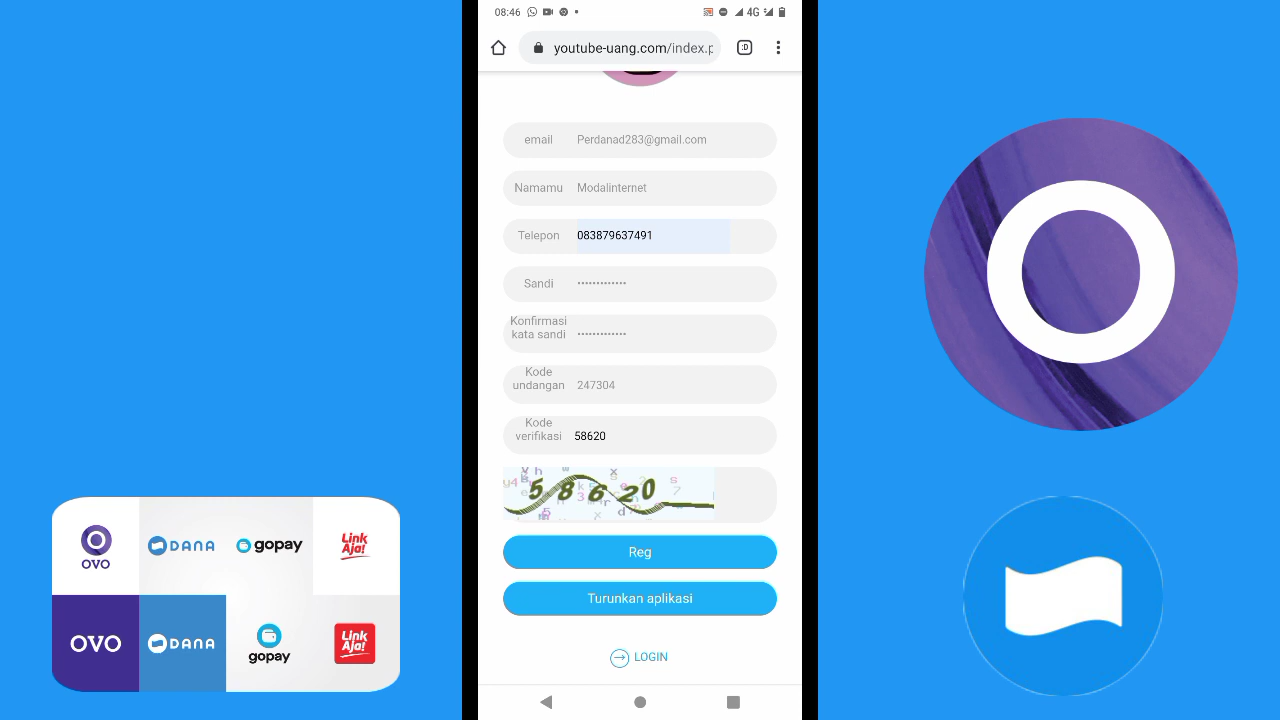 08:46
4G
youtube-uang.com/index.p
email Perdanad283@gmail.com
Namamu Modalinternet
Telepon 083879637491
Sandi •••••••••••••
Konfirmasi
kata sandi •••••••••••••
Kode
undangan 247304
Kode
verifikasi 58620
58620
Reg
Turunkan aplikasi
LOGIN
OVO
DANA
gopay
Link
Aja!
OVO
DANA
gopay
Link
Aja!